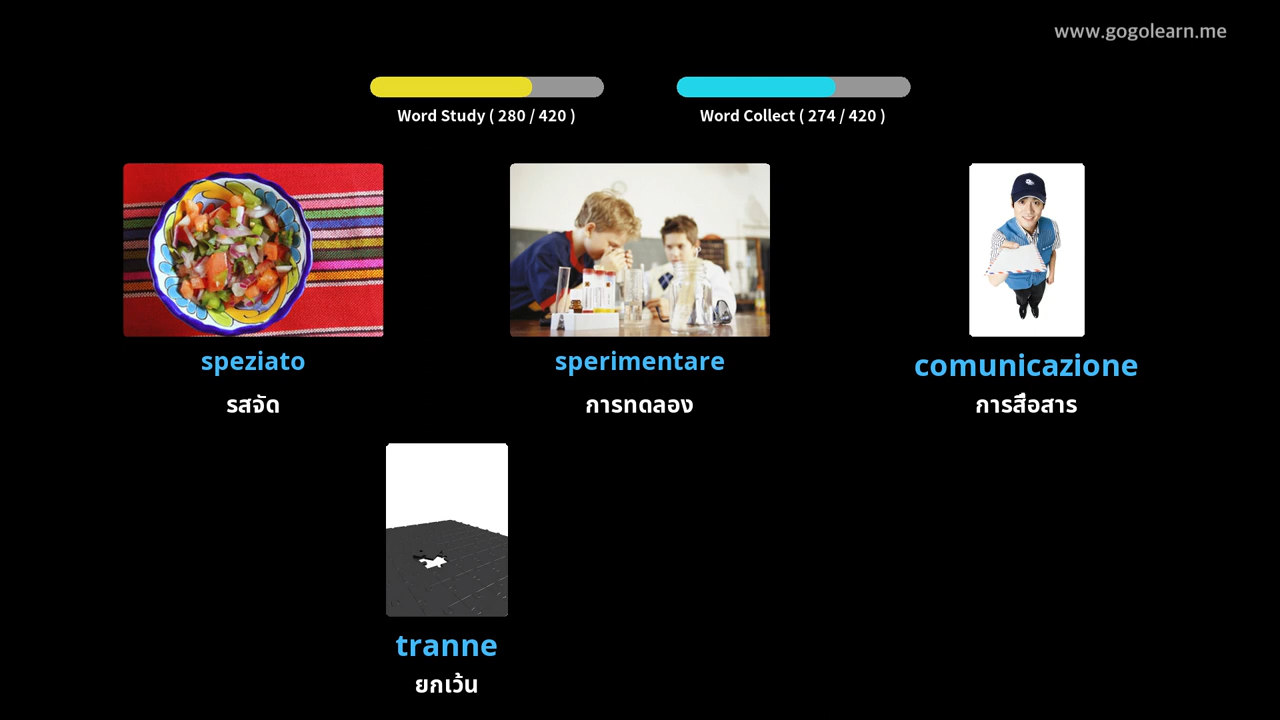 www.gogolearn.me
Word Study ( 280 / 420 )
Word Collect ( 274 / 420 )
speziato
รสจัด
sperimentare
การทดลอง
comunicazione
การสื่อสาร
tranne
ยกเว้น